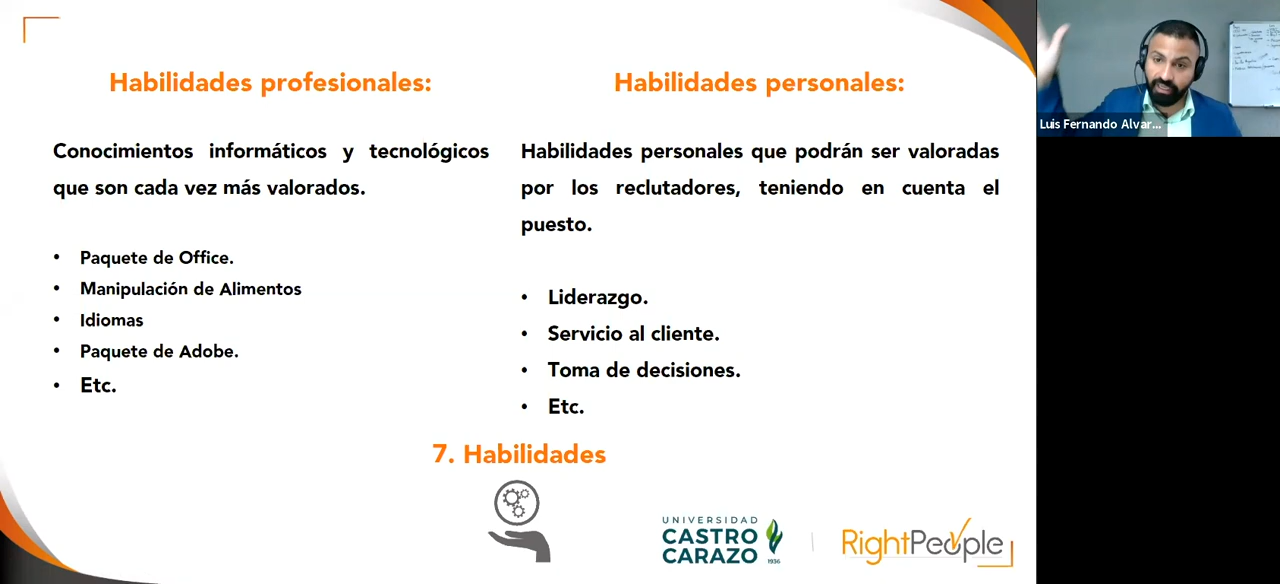 Habilidades profesionales:
Conocimientos informáticos y tecnológicos
que son cada vez más valorados.
• Paquete de Office.
• Manipulación de Alimentos
• Idiomas
• Paquete de Adobe.
• Etc.
Habilidades personales:
Habilidades personales que podrán ser valoradas
por los reclutadores, teniendo en cuenta el
puesto.
• Liderazgo.
• Servicio al cliente.
• Toma de decisiones.
• Etc.
7. Habilidades
UNIVERSIDAD
CASTRO
CARAZO
1936
RightPeople
Luis Fernando Alvar...